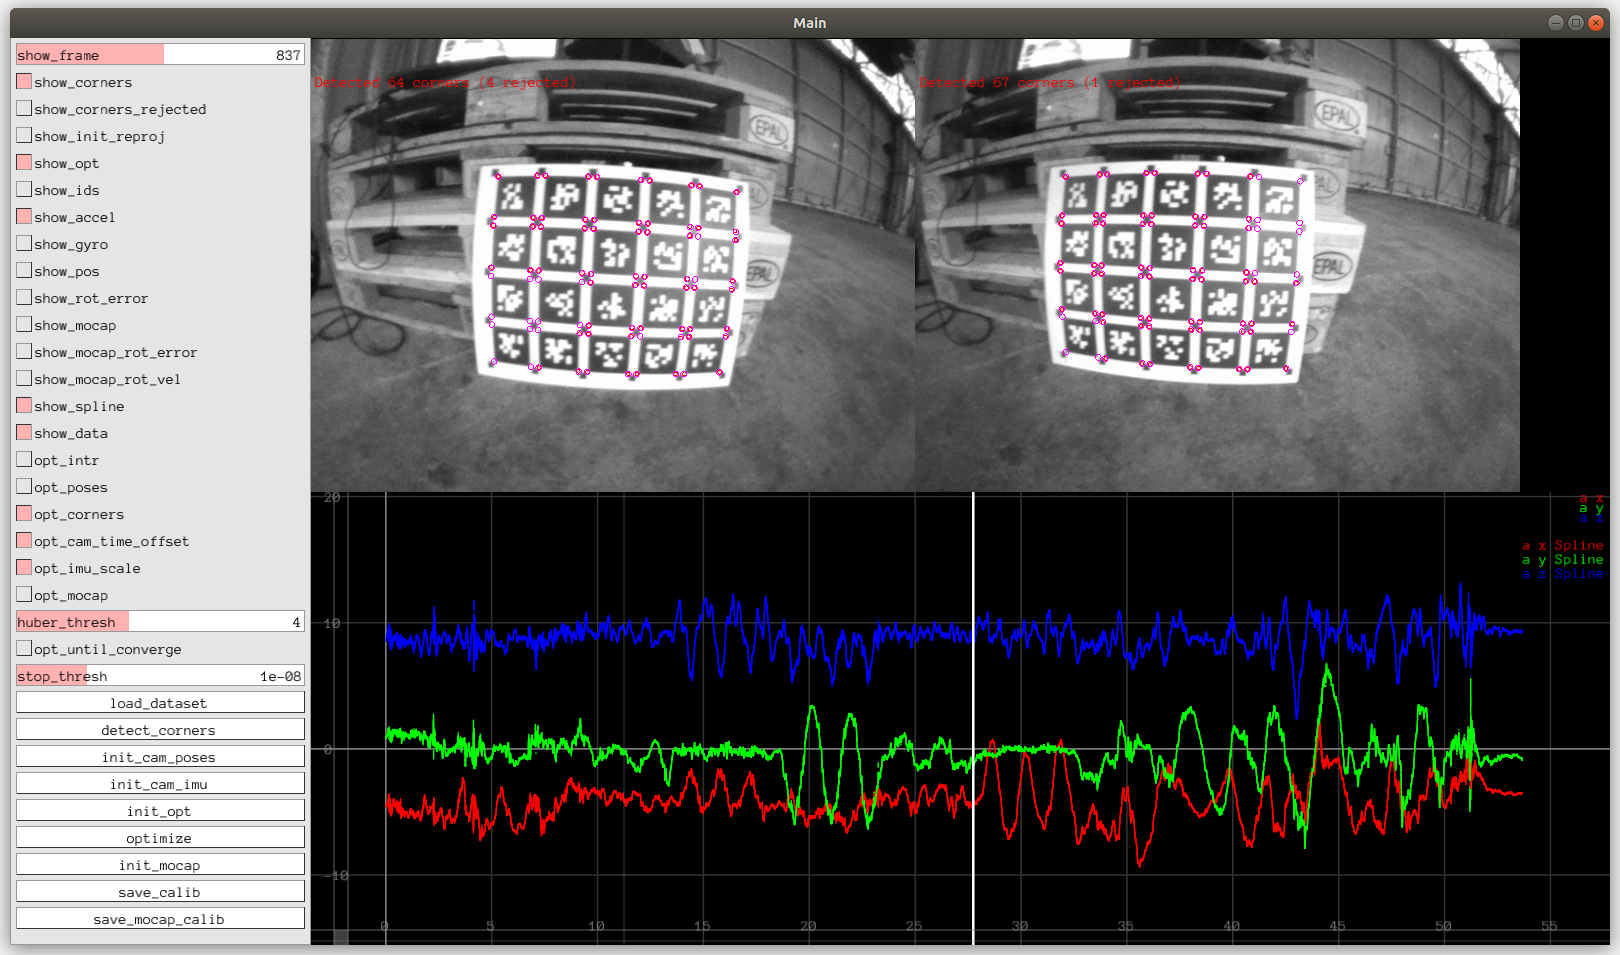 Main
show_frame 837
show_corners
show_corners_rejected
show_init_reproj
show_opt
show_ids
show_accel
show_gyro
show_pos
show_rot_error
show_mocap
show_mocap_rot_error
show_mocap_rot_vel
show_spline
show_data
opt_intr
opt_poses
opt_corners
opt_cam_time_offset
opt_imu_scale
opt_mocap
huber_thresh 4
opt_until_converge
stop_thresh 1e-08
load_dataset
detect_corners
init_cam_poses
init_cam_imu
init_opt
optimize
init_mocap
save_calib
save_mocap_calib
Detected 64 corners (4 rejected)
EPAL
EPAL
Detected 67 corners (1 rejected)
EPAL
EPAL
20
10
0
-10
0 5 10 15 20 25 30 35 40 45 50 55
a x
a y
a z
a x Spline
a y Spline
a z Spline